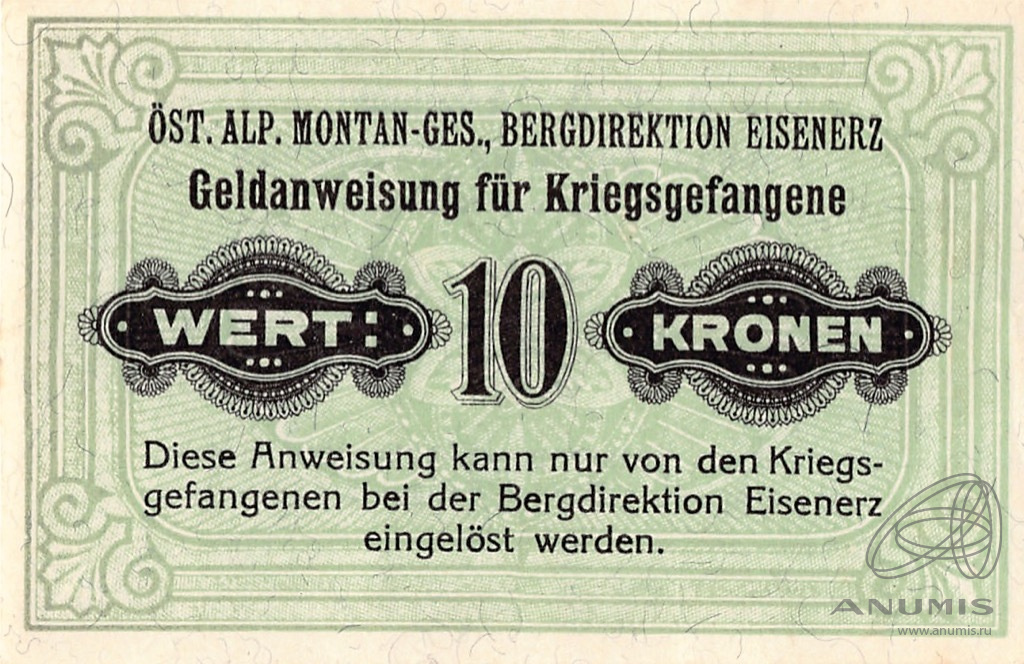 ÖST. ALP. MONTAN-GES., BERGDIREKTION EISENERZ
Geldanweisung für Kriegsgefangene
WERT: 10 KRONEN
Diese Anweisung kann nur von den Kriegs-
gefangenen bei der Bergdirektion Eisenerz
eingelöst werden.
ANUMIS
www.anumis.ru